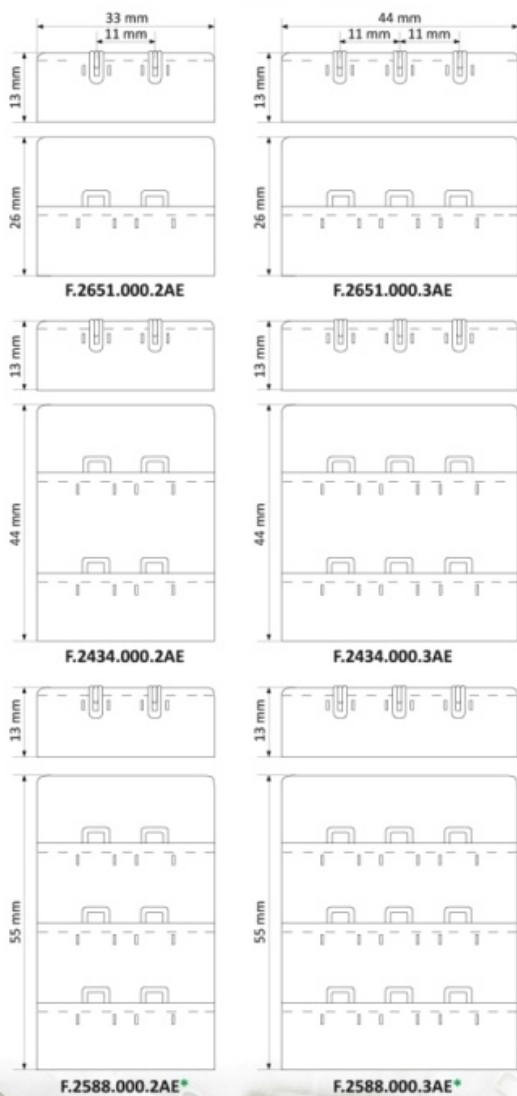 33 mm
44 mm
11 mm
11 mm
11 mm
13 mm
13 mm
26 mm
26 mm
F.2651.000.2AE
F.2651.000.3AE
13 mm
13 mm
44 mm
44 mm
F.2434.000.2AE
F.2434.000.3AE
13 mm
13 mm
55 mm
55 mm
F.2588.000.2AE*
F.2588.000.3AE*